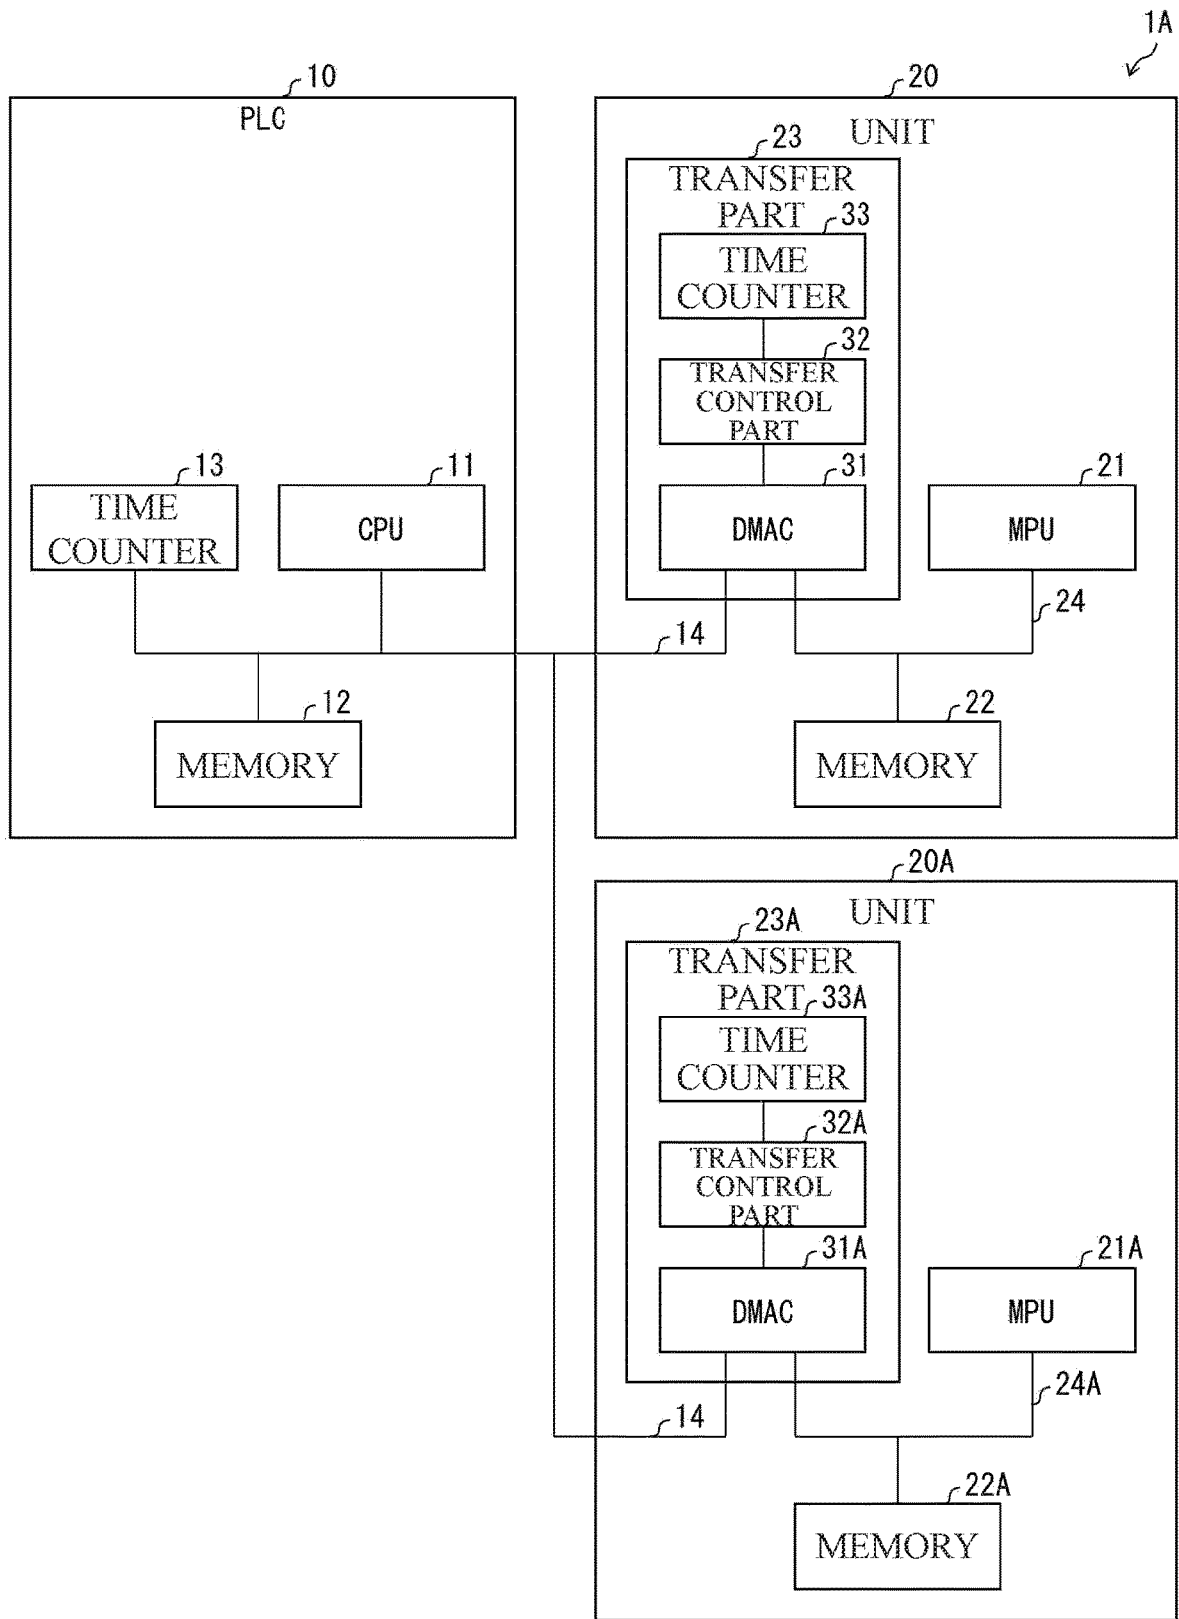 1A
10
PLC
13
TIME
COUNTER
11
CPU
12
MEMORY
14
20
UNIT
23
TRANSFER
PART
33
TIME
COUNTER
32
TRANSFER
CONTROL
PART
31
DMAC
21
MPU
24
22
MEMORY
20A
UNIT
23A
TRANSFER
PART
33A
TIME
COUNTER
32A
TRANSFER
CONTROL
PART
31A
DMAC
21A
MPU
24A
14
22A
MEMORY